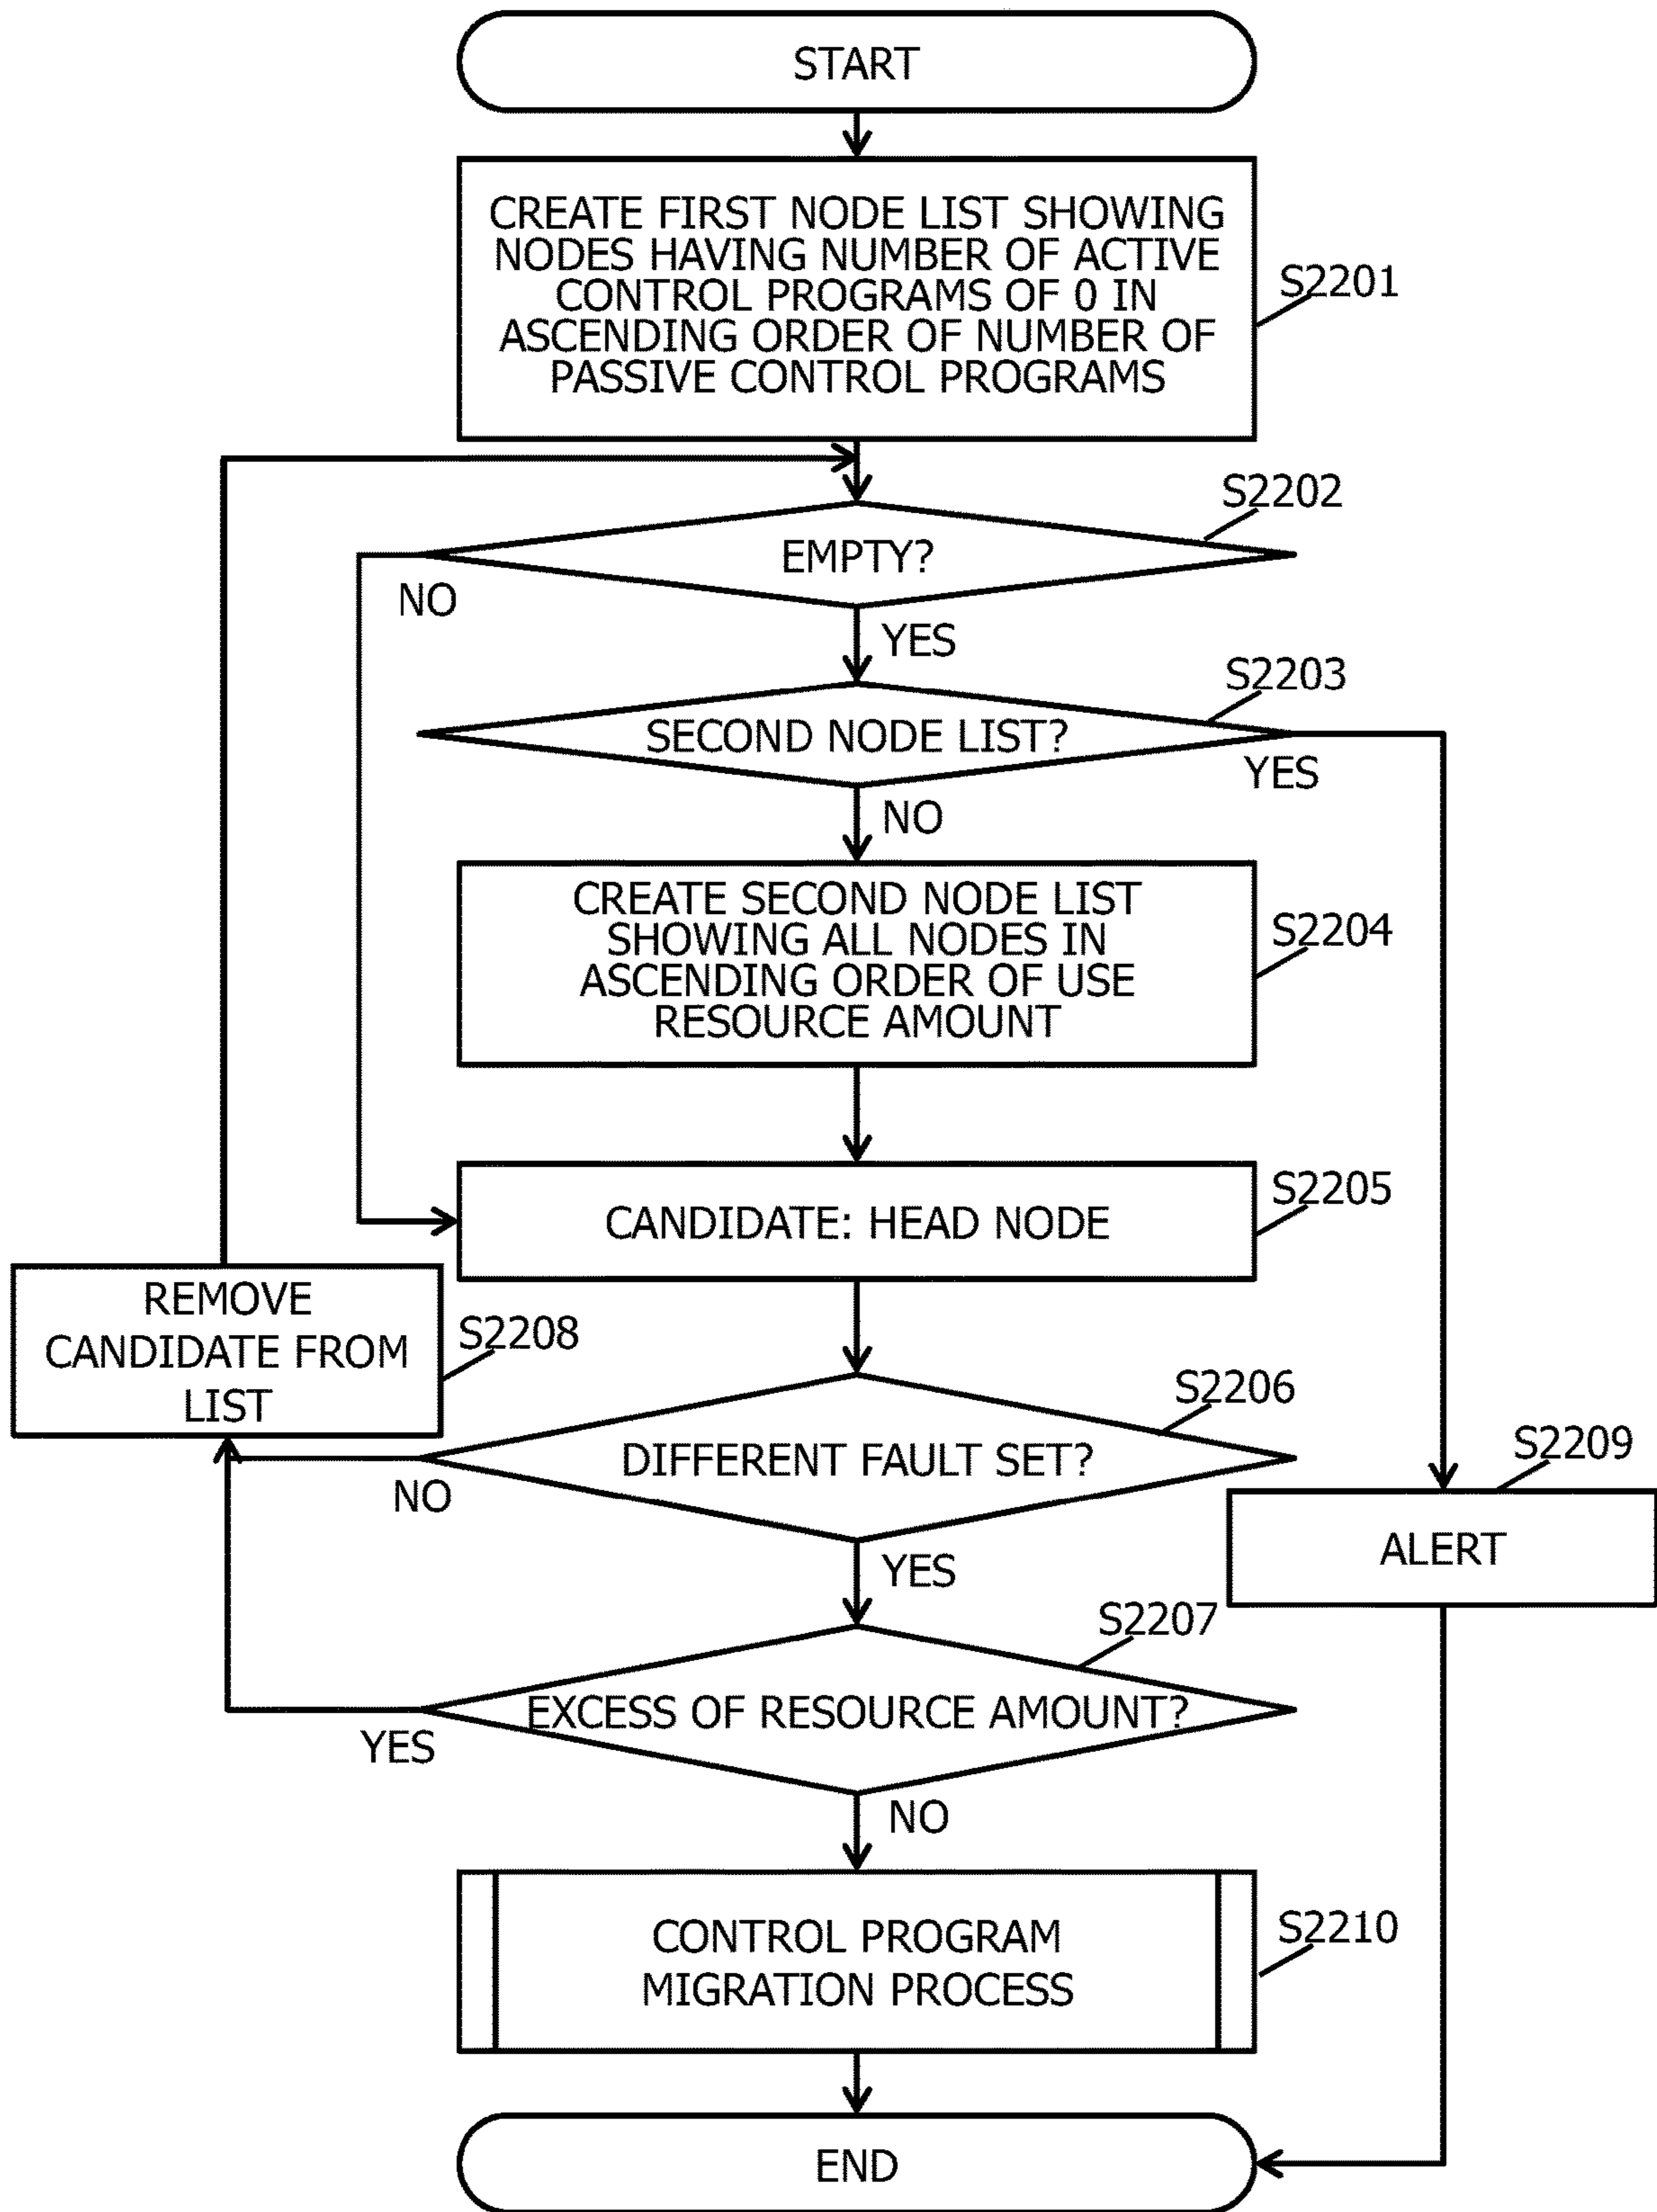 START
CREATE FIRST NODE LIST SHOWING
NODES HAVING NUMBER OF ACTIVE
CONTROL PROGRAMS OF 0 IN
ASCENDING ORDER OF NUMBER OF
PASSIVE CONTROL PROGRAMS
S2201
S2202
EMPTY?
NO
YES
S2203
SECOND NODE LIST?
YES
NO
CREATE SECOND NODE LIST
SHOWING ALL NODES IN
ASCENDING ORDER OF USE
RESOURCE AMOUNT
S2204
S2205
CANDIDATE: HEAD NODE
REMOVE
CANDIDATE FROM
LIST
S2208
S2206
DIFFERENT FAULT SET?
NO
YES
S2209
ALERT
S2207
EXCESS OF RESOURCE AMOUNT?
YES
NO
CONTROL PROGRAM
MIGRATION PROCESS
S2210
END